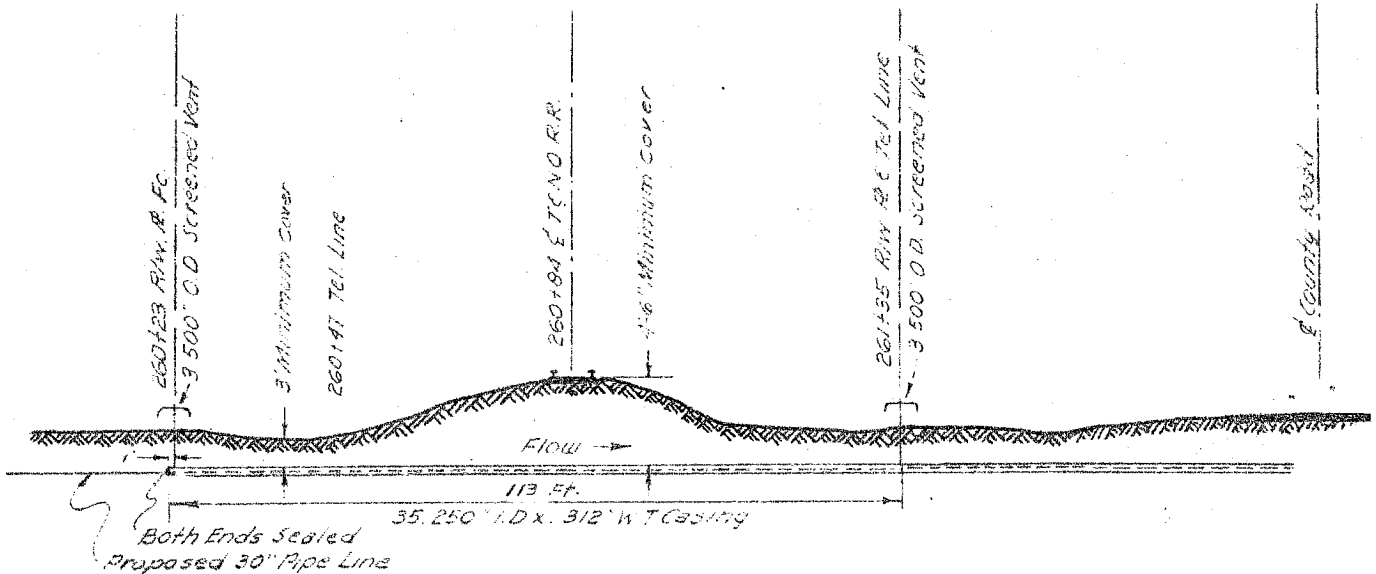 260+23 R/W. & Fc.
3.500" O.D. Screened Vent
3' Minimum Cover
260+47 Tel. Line
260+84 ℄ T&NO R.R.
4'-6" Minimum Cover
261+35 R/W & ℄ Tel Line
3.500" O.D. Screened Vent
℄ County Road
Flow
1'
113 Ft.
35.250" I.D x .312" W.T Casing
Both Ends Sealed
Proposed 30" Pipe Line